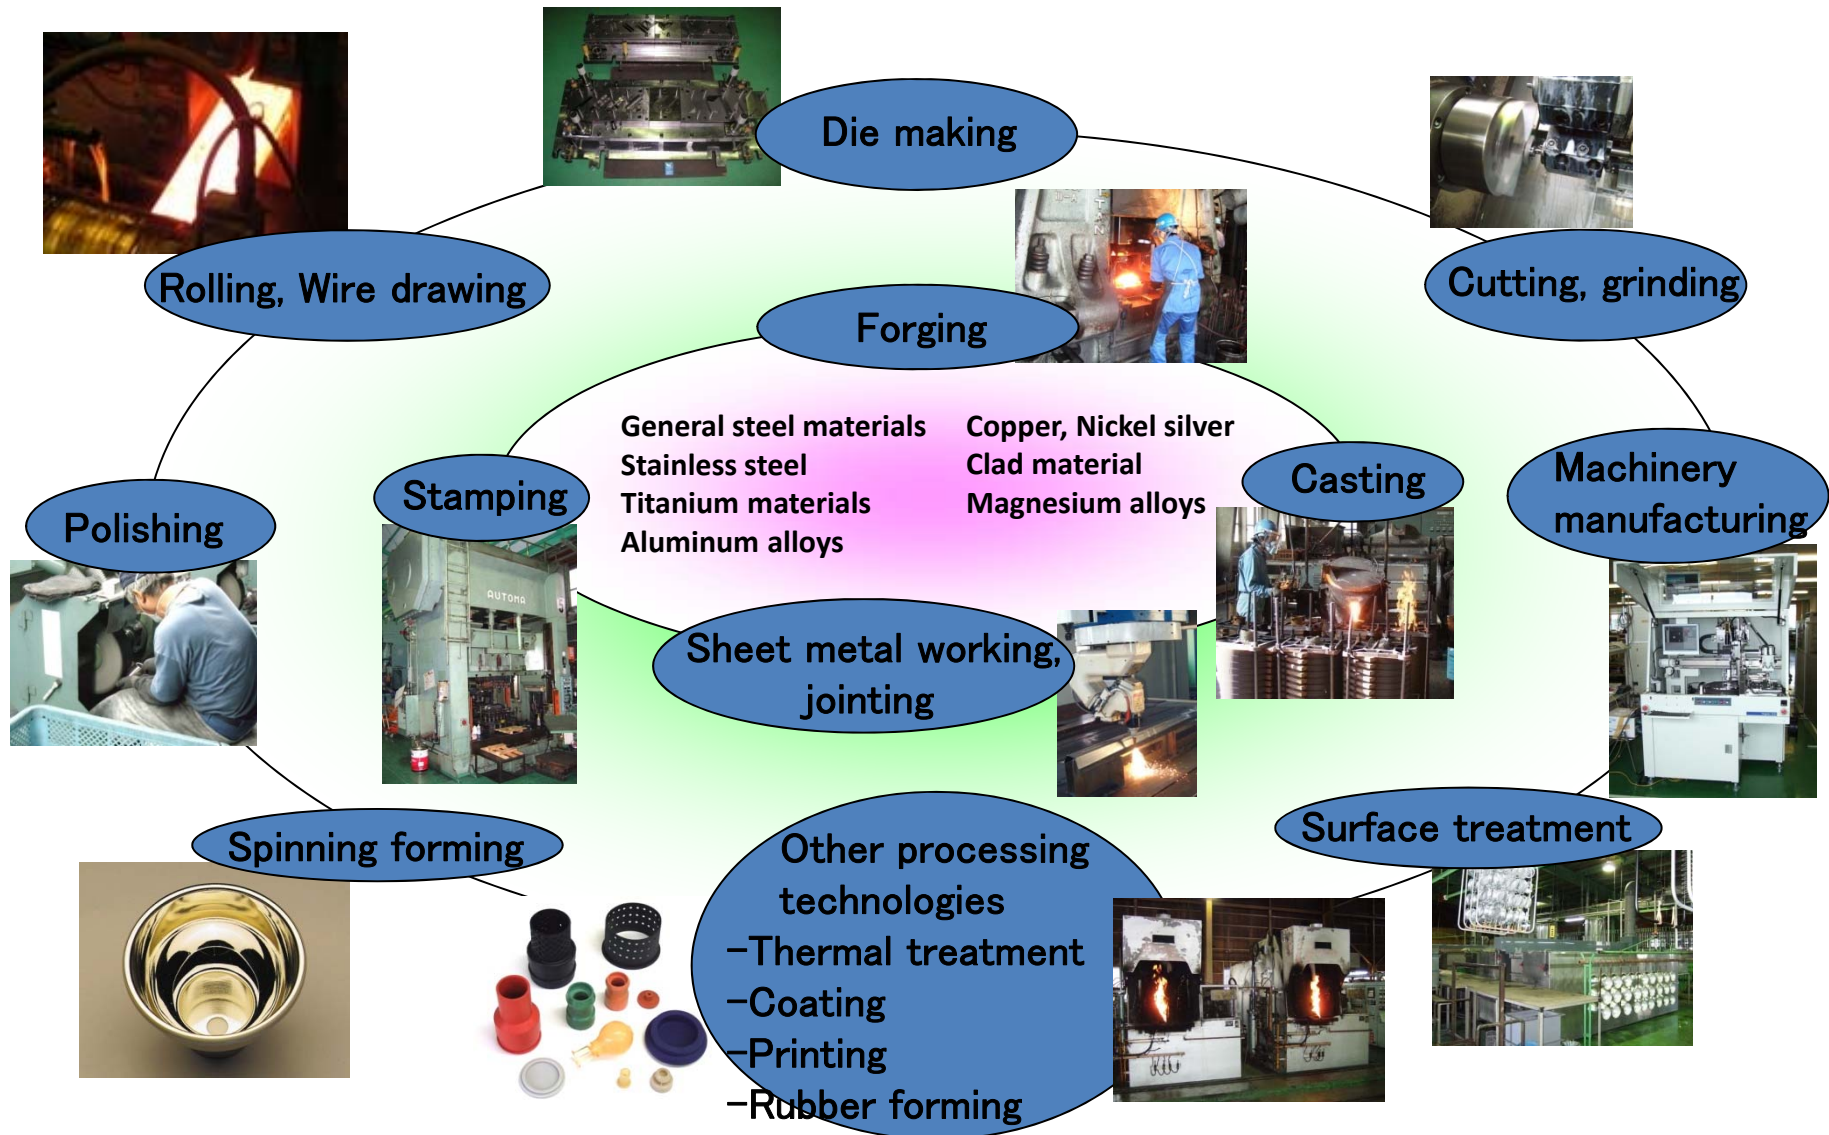 Die making
Rolling, Wire drawing
Cutting, grinding
Forging
General steel materials
Stainless steel
Titanium materials
Aluminum alloys
Copper, Nickel silver
Clad material
Magnesium alloys
Stamping
Casting
Machinery
manufacturing
Polishing
AUTOMA
Sheet metal working,
jointing
Spinning forming
Surface treatment
Other processing
technologies
-Thermal treatment
-Coating
-Printing
-Rubber forming